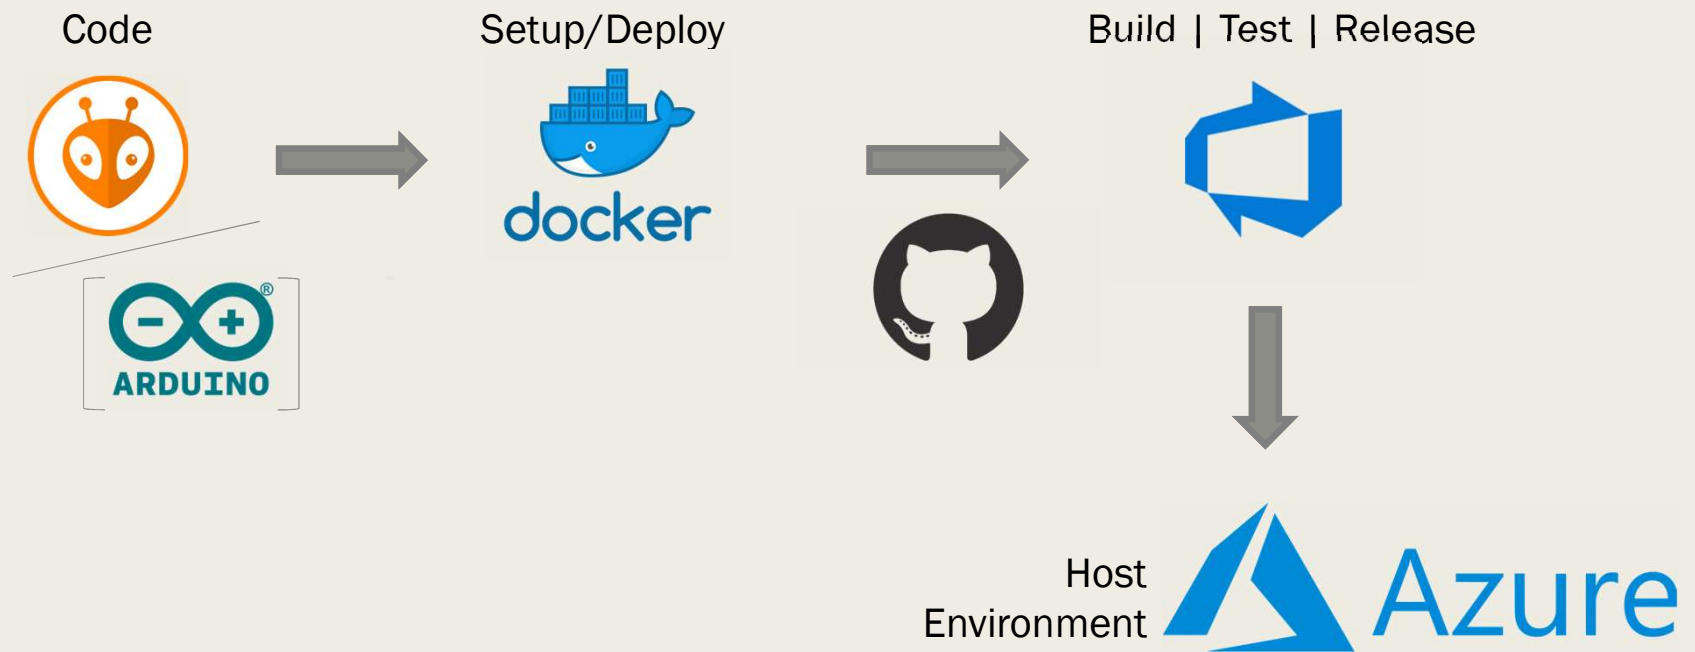 Code
Setup/Deploy
Build | Test | Release
docker
®
ARDUINO
Host
Environment
Azure